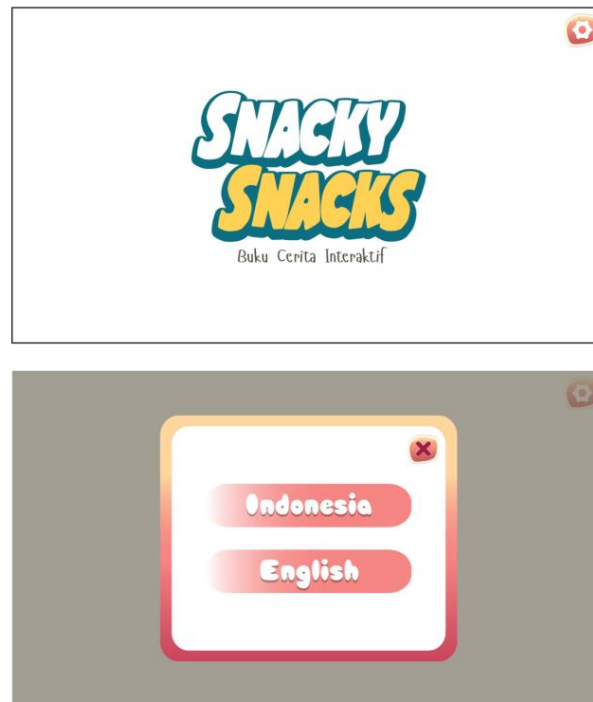 SNACKY
SNACKS
Buku Cerita Interaktif
Indonesia
English